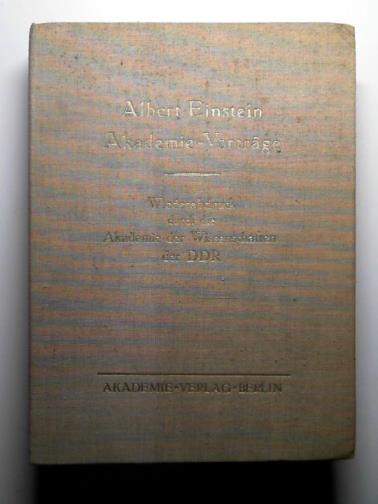 Albert Einstein
Akademie-Vorträge
Wiederabdruck
durch die
Akademie der Wissenschaften
der DDR
AKADEMIE-VERLAG-BERLIN